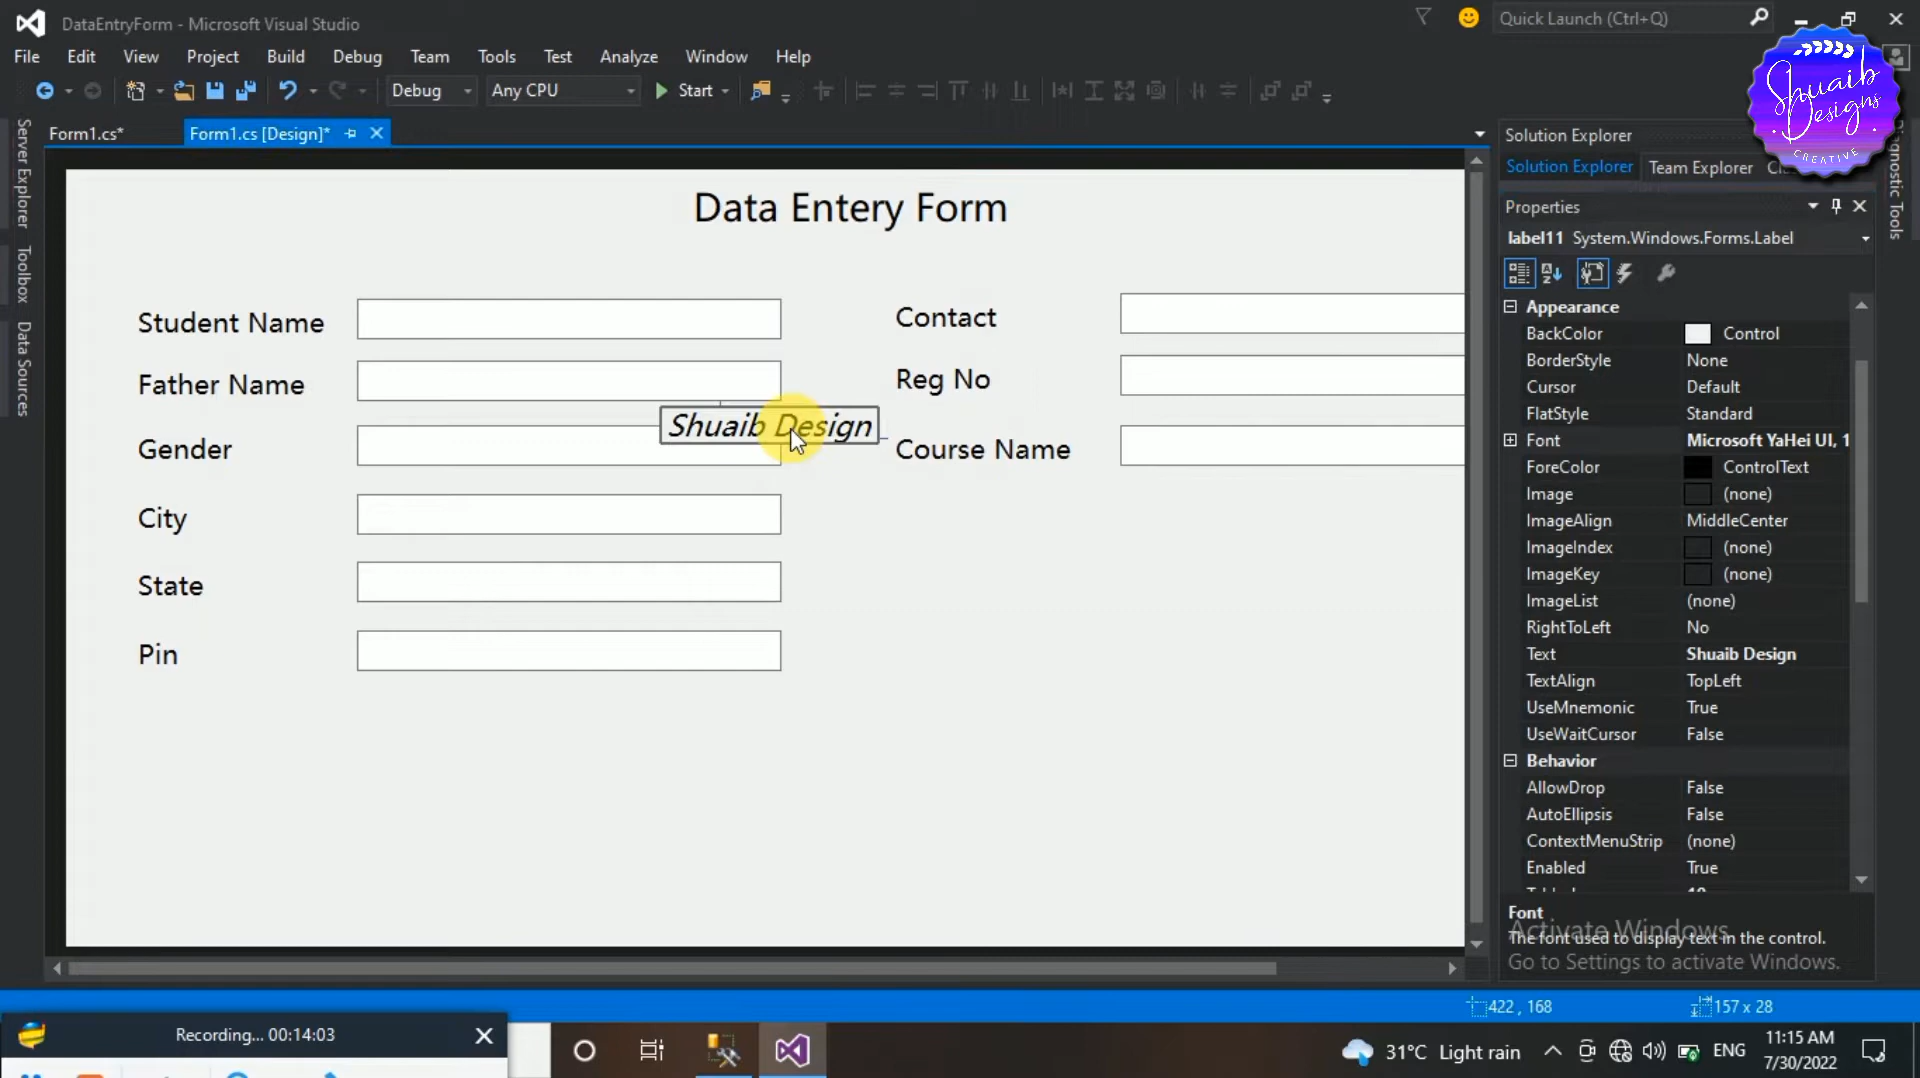 DataEntryForm - Microsoft Visual Studio
Quick Launch (Ctrl+Q)
File Edit View Project Build Debug Team Tools Test Analyze Window Help
Debug Any CPU Start
Shuaib
Designs
CREATIVE
Form1.cs* Form1.cs [Design]*
Server Explorer
Toolbox
Data Sources
Data Entery Form
Student Name
Father Name
Gender
City
State
Pin
Contact
Reg No
Course Name
Shuaib Design
Solution Explorer
Solution Explorer Team Explorer
Properties
label11 System.Windows.Forms.Label
Appearance
BackColor Control
BorderStyle None
Cursor Default
FlatStyle Standard
Font Microsoft YaHei UI, 1
ForeColor ControlText
Image (none)
ImageAlign MiddleCenter
ImageIndex (none)
ImageKey (none)
ImageList (none)
RightToLeft No
Text Shuaib Design
TextAlign TopLeft
UseMnemonic True
UseWaitCursor False
Behavior
AllowDrop False
AutoEllipsis False
ContextMenuStrip (none)
Enabled True
Font
The font used to display text in the control.
Activate Windows
Go to Settings to activate Windows.
422 , 168 157 x 28
Recording... 00:14:03
31°C Light rain
ENG
11:15 AM
7/30/2022